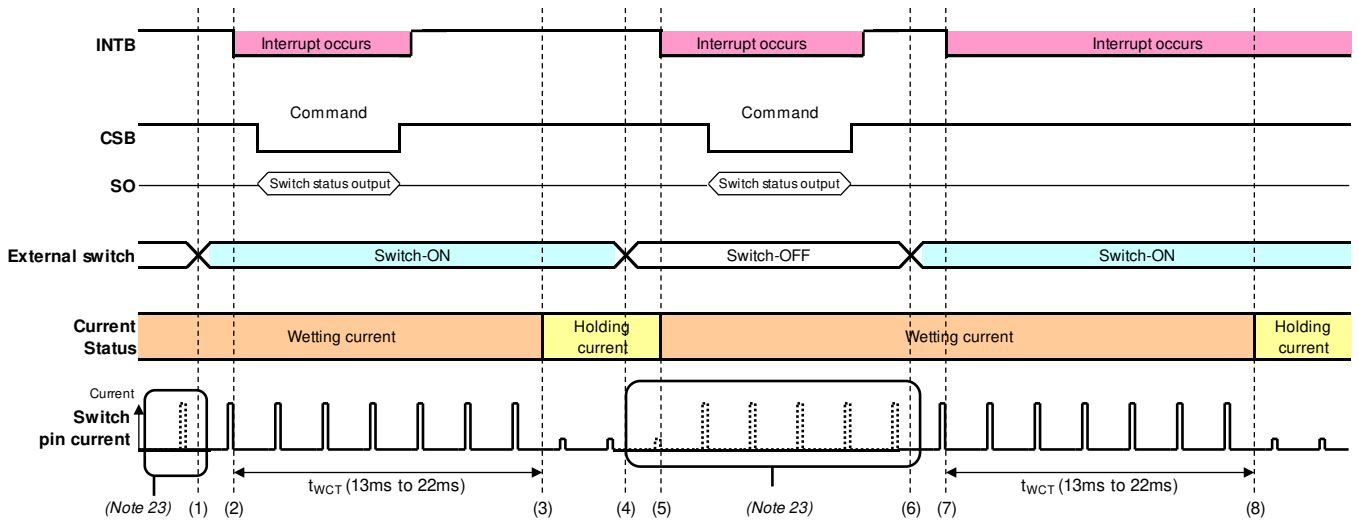 INTB
Interrupt occurs
Interrupt occurs
Interrupt occurs
Command
Command
CSB
SO
Switch status output
Switch status output
External switch
Switch-ON
Switch-OFF
Switch-ON
Current
Status
Wetting current
Holding
current
Wetting current
Holding
current
Current
Switch
pin current
tWCT (13ms to 22ms)
tWCT (13ms to 22ms)
(Note 23) (1) (2) (3) (4) (5) (Note 23) (6) (7) (8)